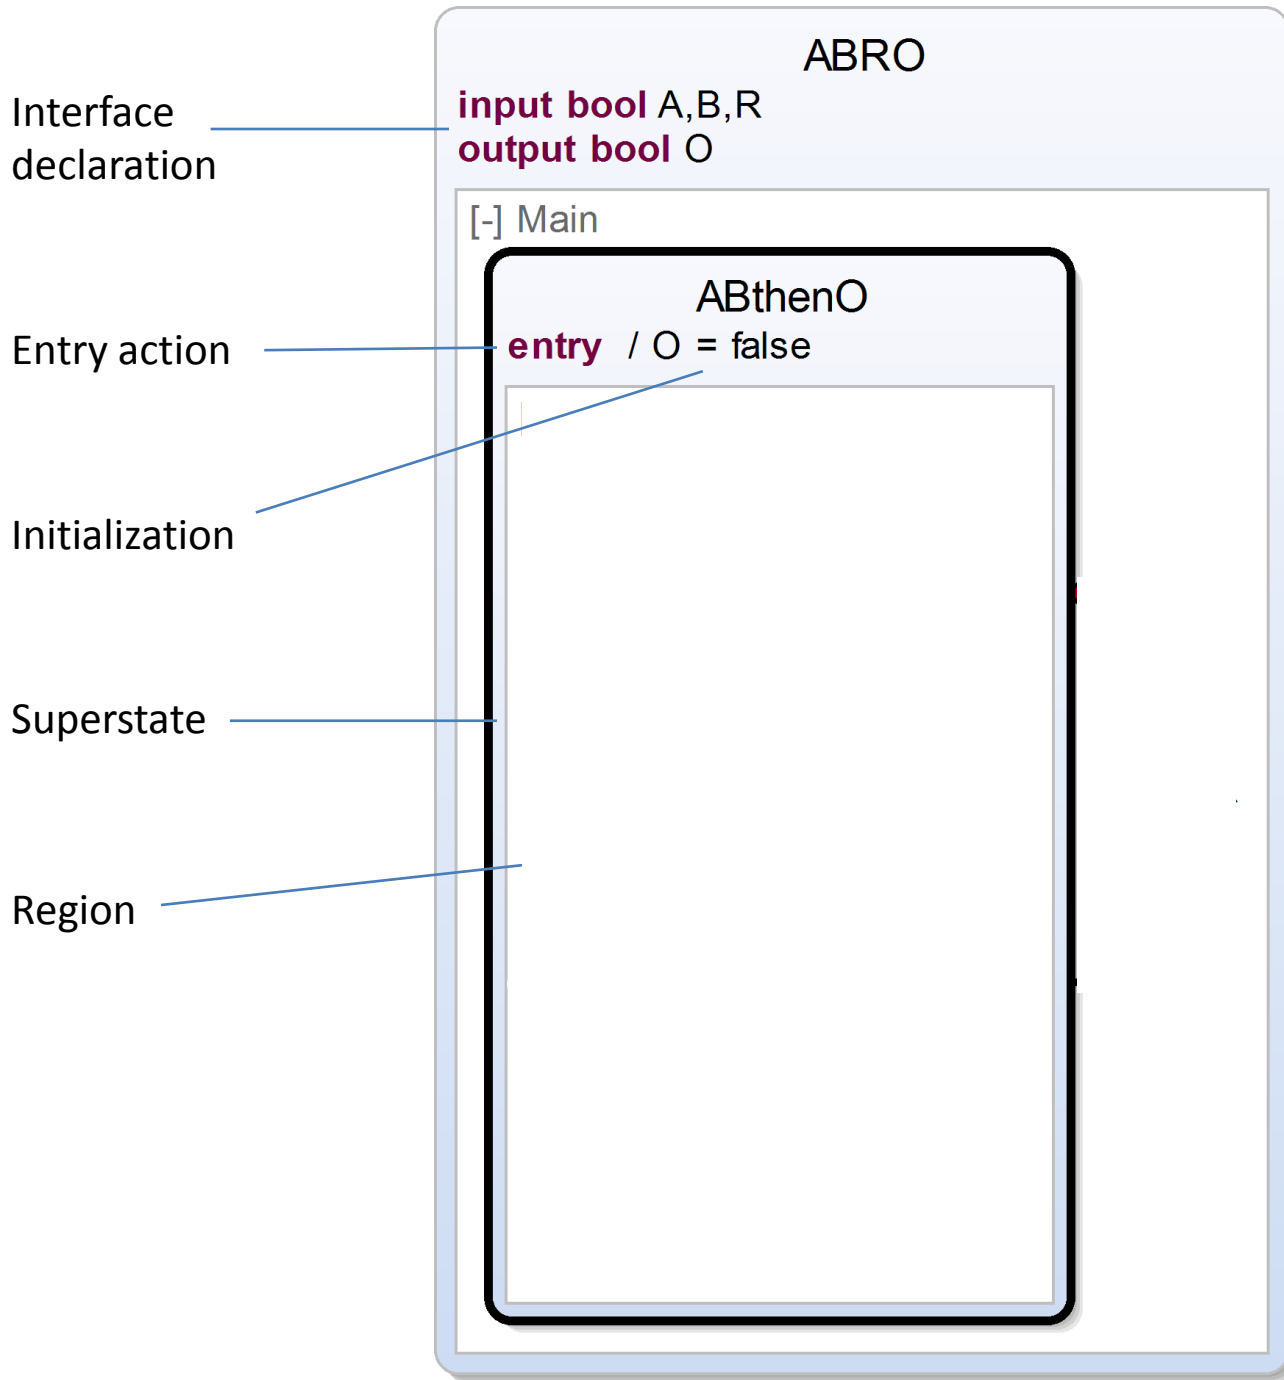 ABRO
input bool A,B,R
output bool O
Interface
declaration
[-] Main
ABthenO
entry / O = false
Entry action
Initialization
Superstate
Region